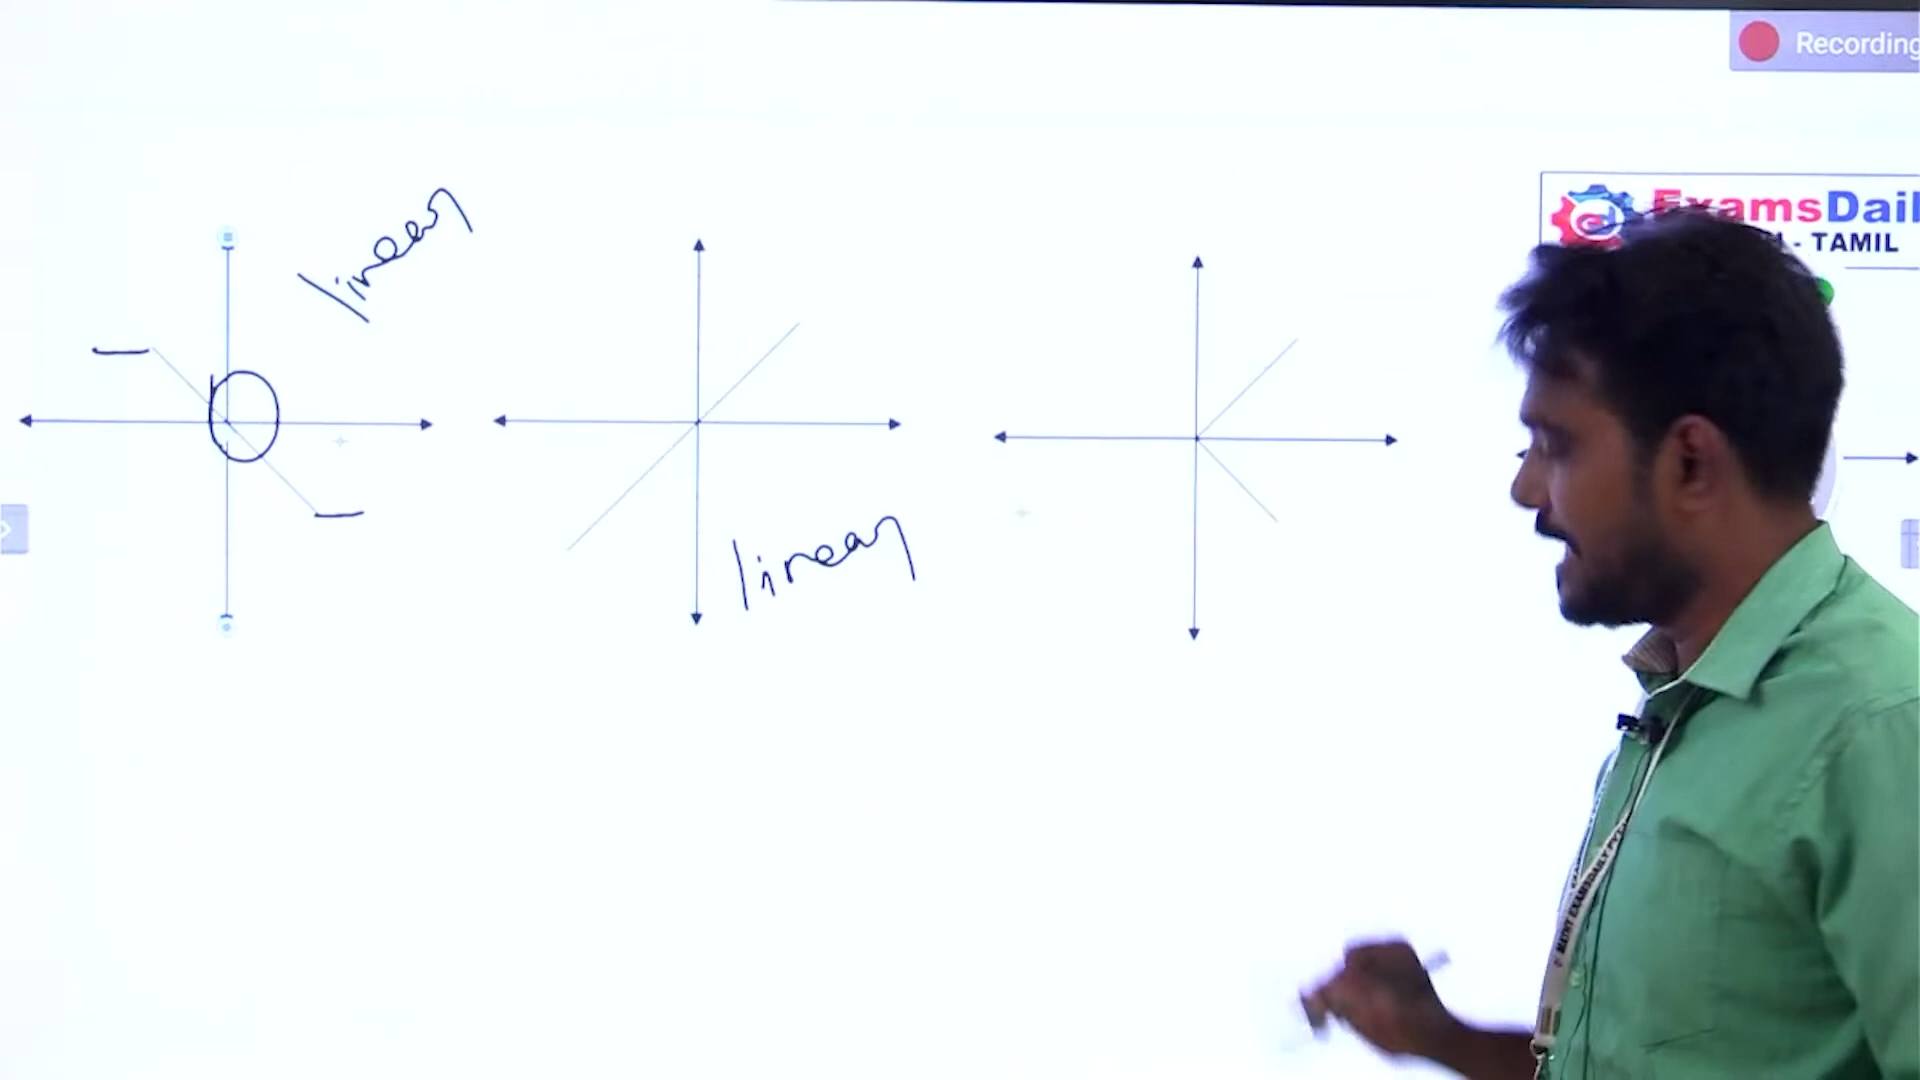 Recording
linear
ExamsDail
- TAMIL
linear